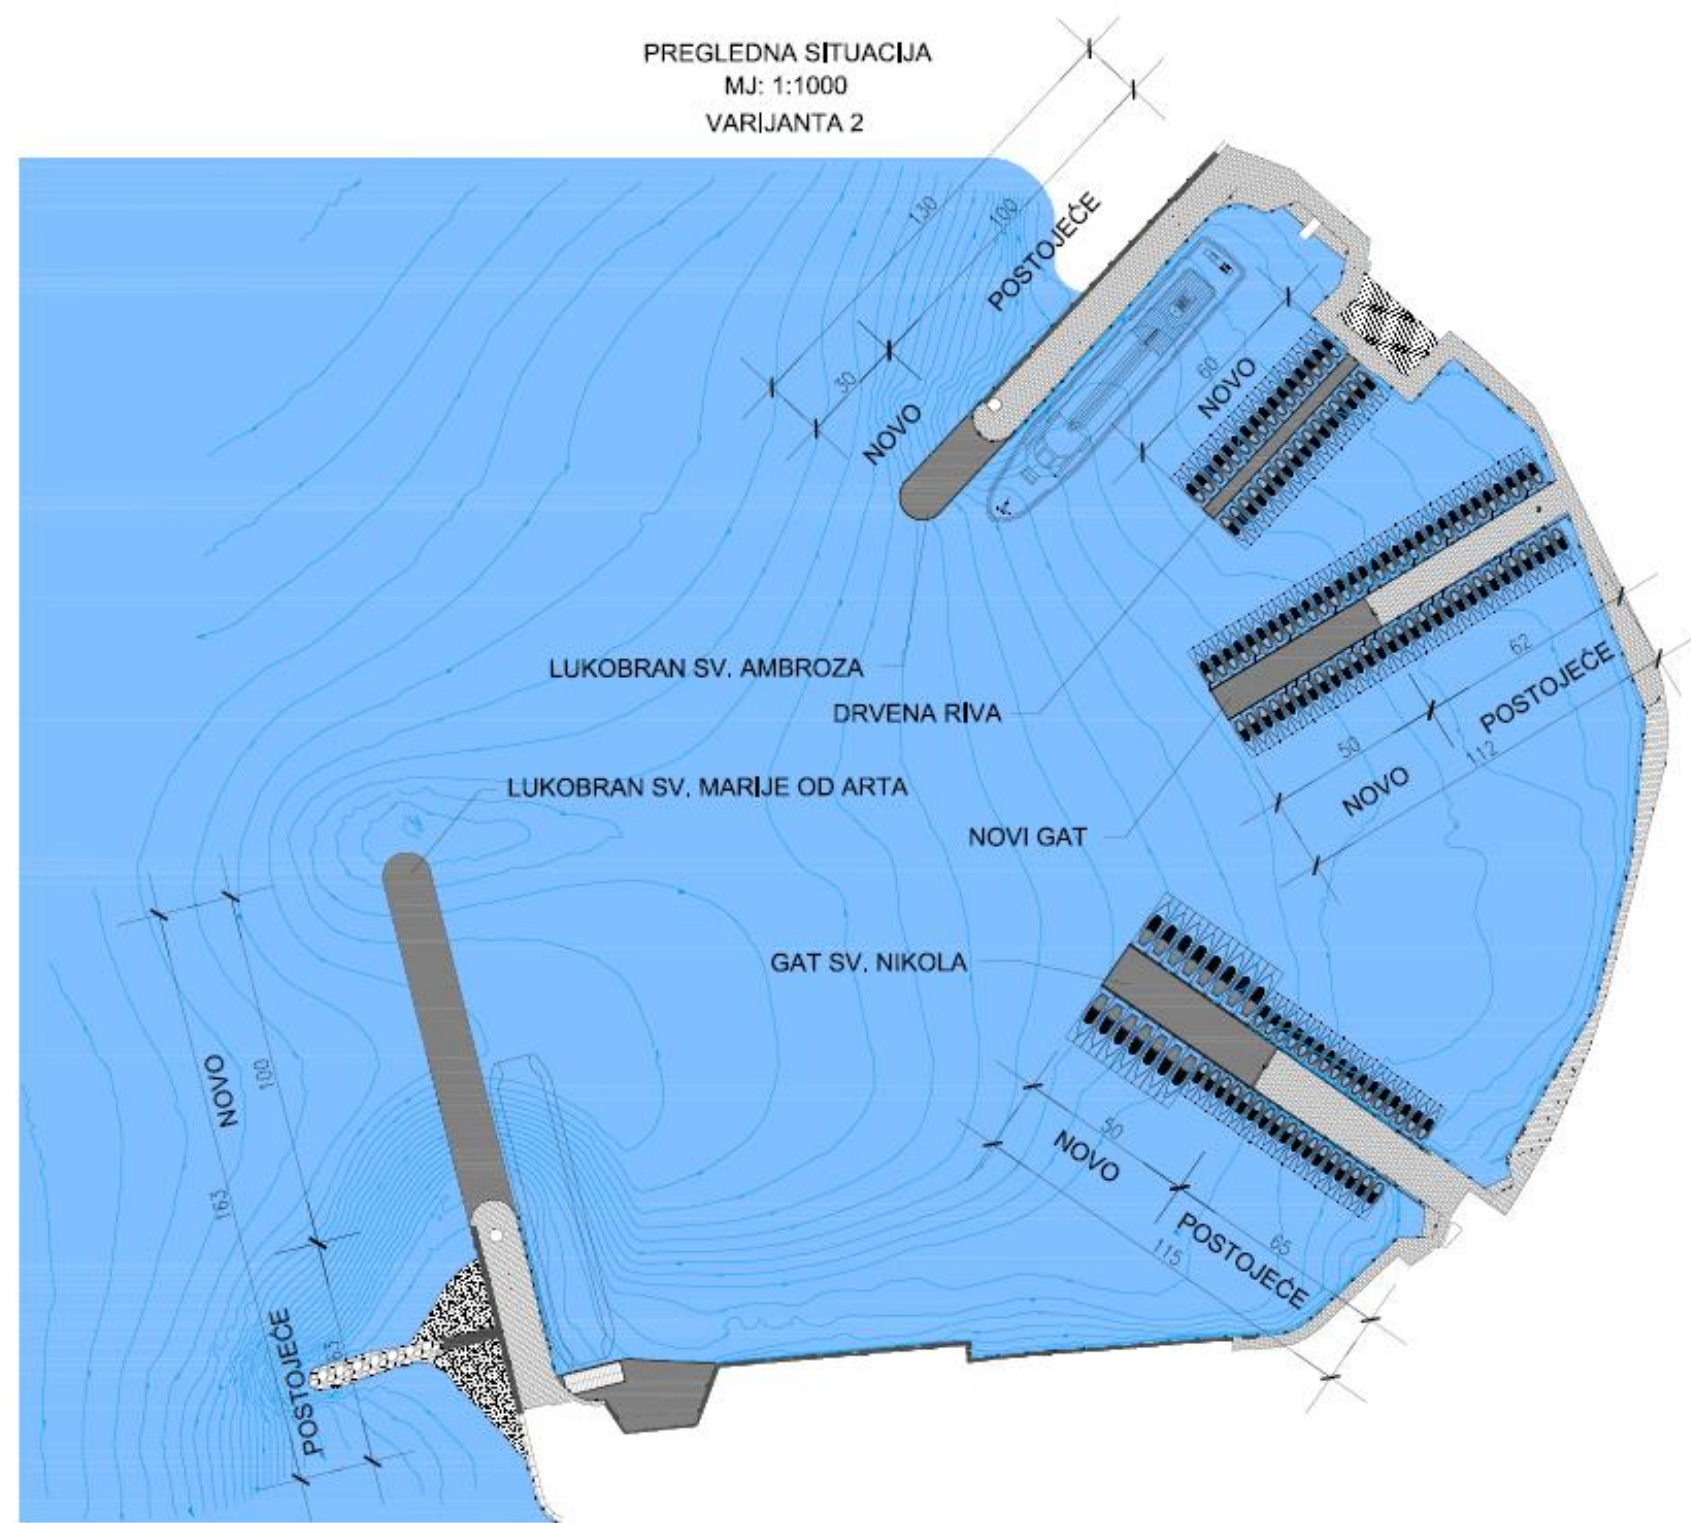 PREGLEDNA SITUACIJA
MJ: 1:1000
VARIJANTA 2
130
100
POSTOJEĆE
30
NOVO
60
NOVO
LUKOBRAN SV. AMBROZA
DRVENA RIVA
62
POSTOJEĆE
50
112
NOVO
LUKOBRAN SV. MARIJE OD ARTA
NOVI GAT
GAT SV. NIKOLA
NOVO
100
163
50
NOVO
65
POSTOJEĆE
115
POSTOJEĆE